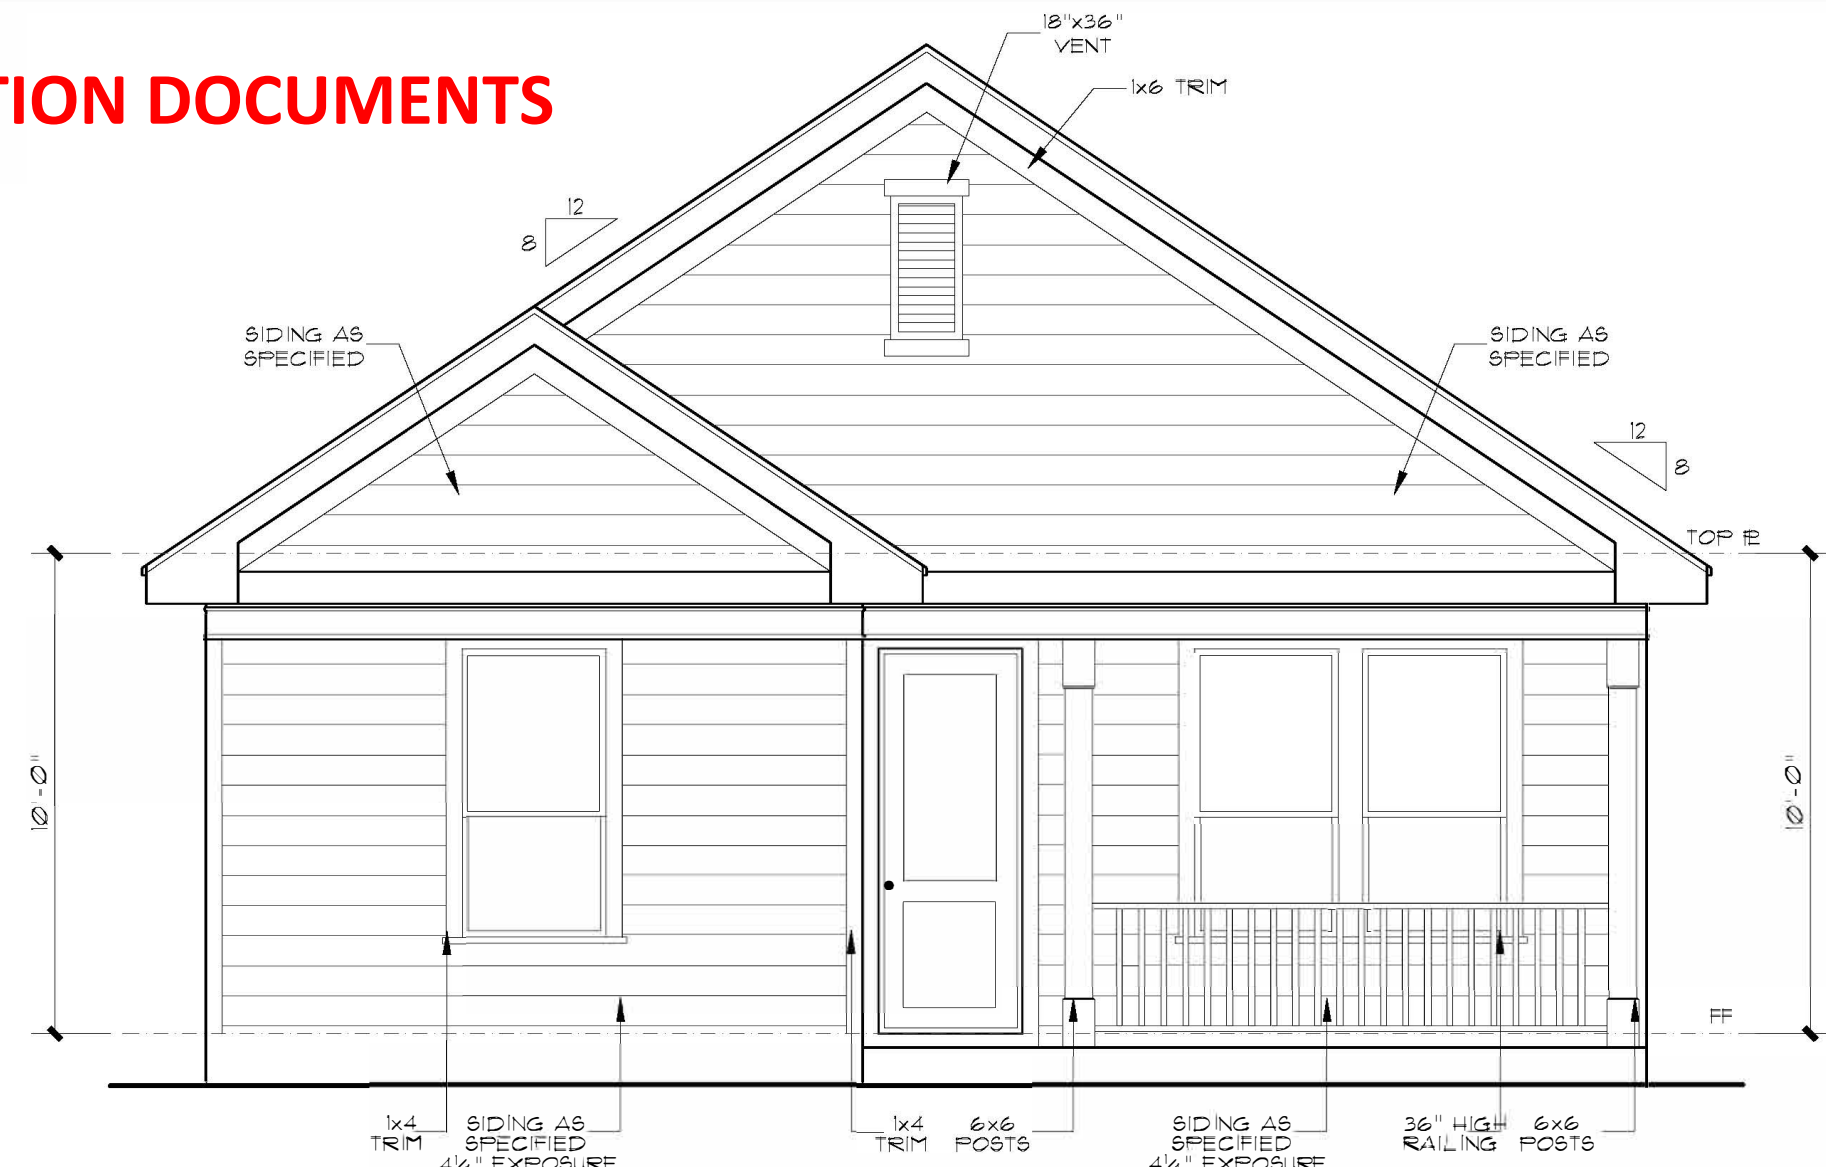 TION DOCUMENTS
18"x36"
VENT
1x6 TRIM
12
8
SIDING AS
SPECIFIED
SIDING AS
SPECIFIED
12
8
TOP PL
10'-0"
10'-0"
FF
1x4
TRIM
SIDING AS
SPECIFIED
EXPOSURE
1x4
TRIM
6x6
POSTS
SIDING AS
SPECIFIED
EXPOSURE
36" HIGH
RAILING
6x6
POSTS